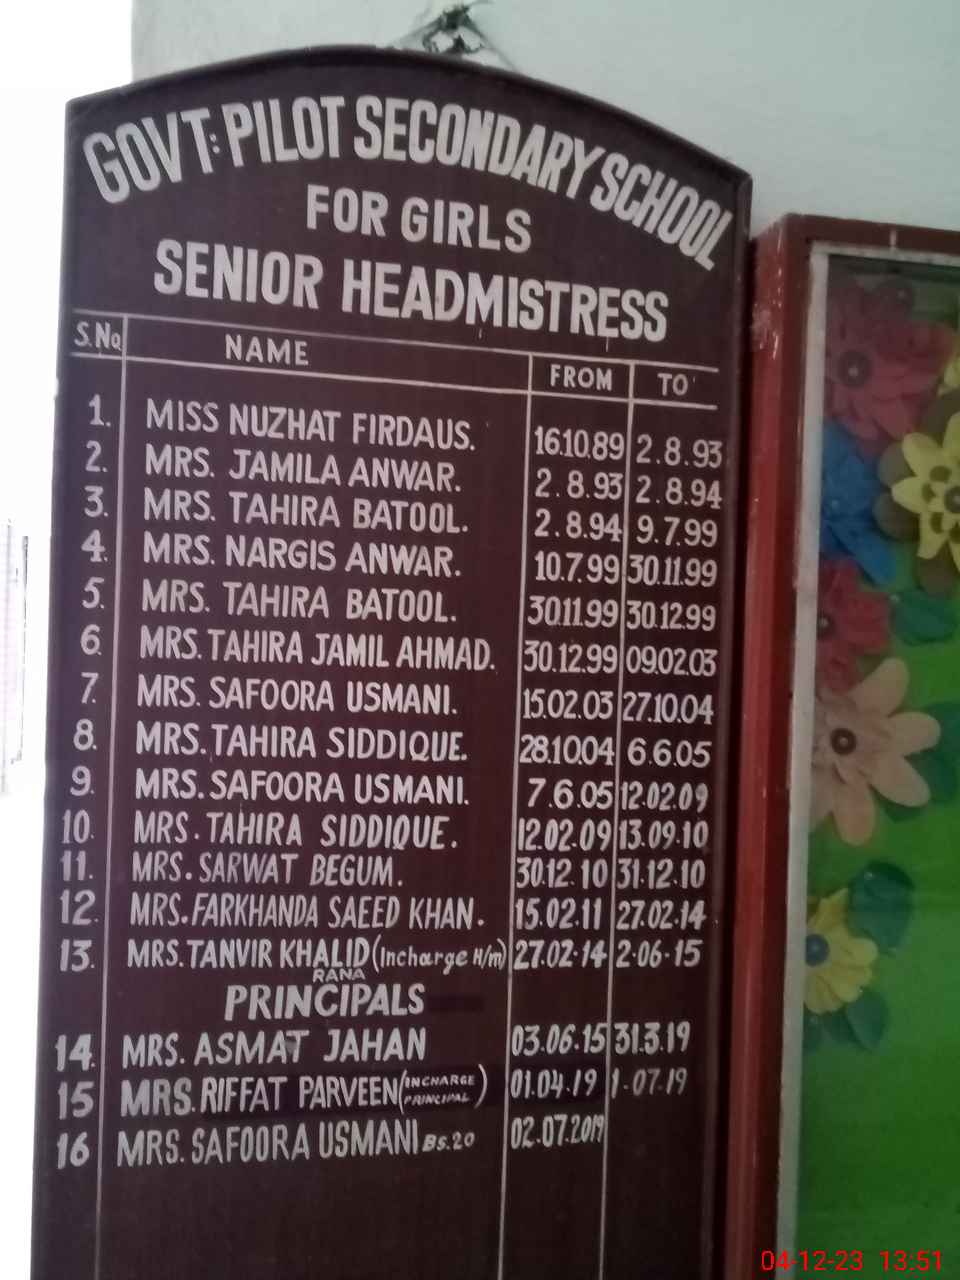 GOVT: PILOT SECONDARY SCHOOL
FOR GIRLS
SENIOR HEADMISTRESS
S.No NAME FROM TO
1. MISS NUZHAT FIRDAUS. 16.10.89 2.8.93
2. MRS. JAMILA ANWAR. 2.8.93 2.8.94
3. MRS. TAHIRA BATOOL. 2.8.94 9.7.99
4. MRS. NARGIS ANWAR. 10.7.99 30.11.99
5. MRS. TAHIRA BATOOL. 30.11.99 30.12.99
6. MRS. TAHIRA JAMIL AHMAD. 30.12.99 09.02.03
7. MRS. SAFOORA USMANI. 15.02.03 27.10.04
8. MRS. TAHIRA SIDDIQUE. 28.10.04 6.6.05
9. MRS. SAFOORA USMANI. 7.6.05 12.02.09
10. MRS. TAHIRA SIDDIQUE. 12.02.09 13.09.10
11. MRS. SARWAT BEGUM. 30.12.10 31.12.10
12. MRS. FARKHANDA SAEED KHAN. 15.02.11 27.02.14
13. MRS. TANVIR KHALID (Incharge H/m) 27.02.14 2.06.15
RANA
PRINCIPALS
14. MRS. ASMAT JAHAN 03.06.15 31.3.19
15 MRS. RIFFAT PARVEEN (INCHARGE PRINCIPAL) 01.04.19 1-07.19
16 MRS. SAFOORA USMANI Bs.20 02.07.2019
04-12-23 13:51